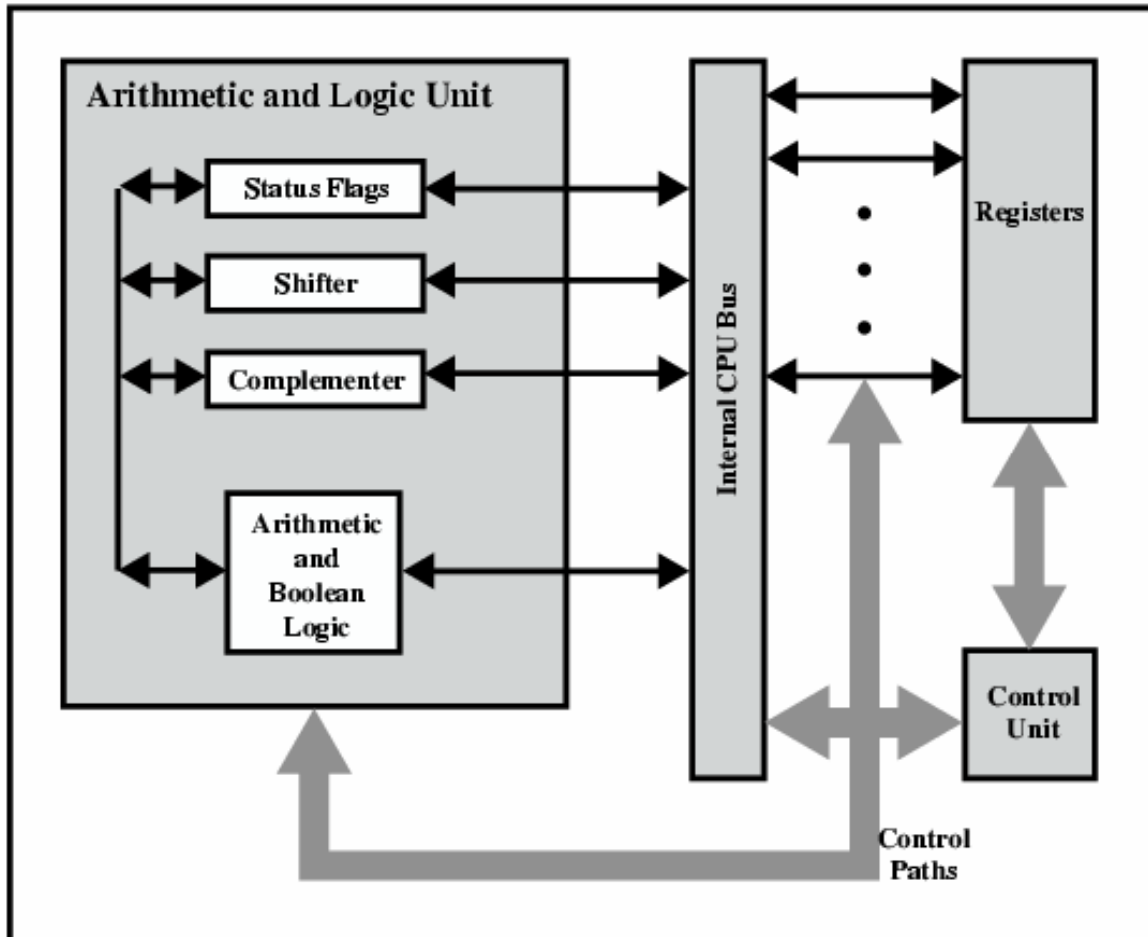 Arithmetic and Logic Unit
Status Flags
Shifter
Complementer
Arithmetic
and
Boolean
Logic
Internal CPU Bus
Registers
Control
Unit
Control
Paths